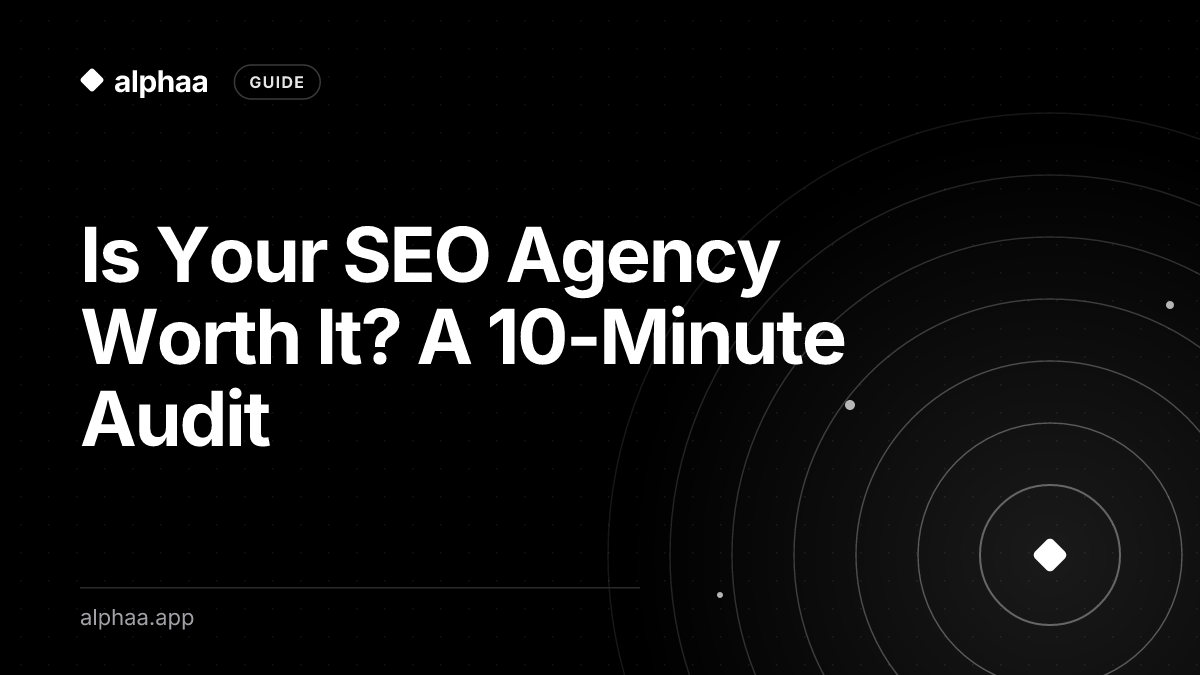 alphaa
GUIDE
Is Your SEO Agency
Worth It? A 10-Minute
Audit
alphaa.app